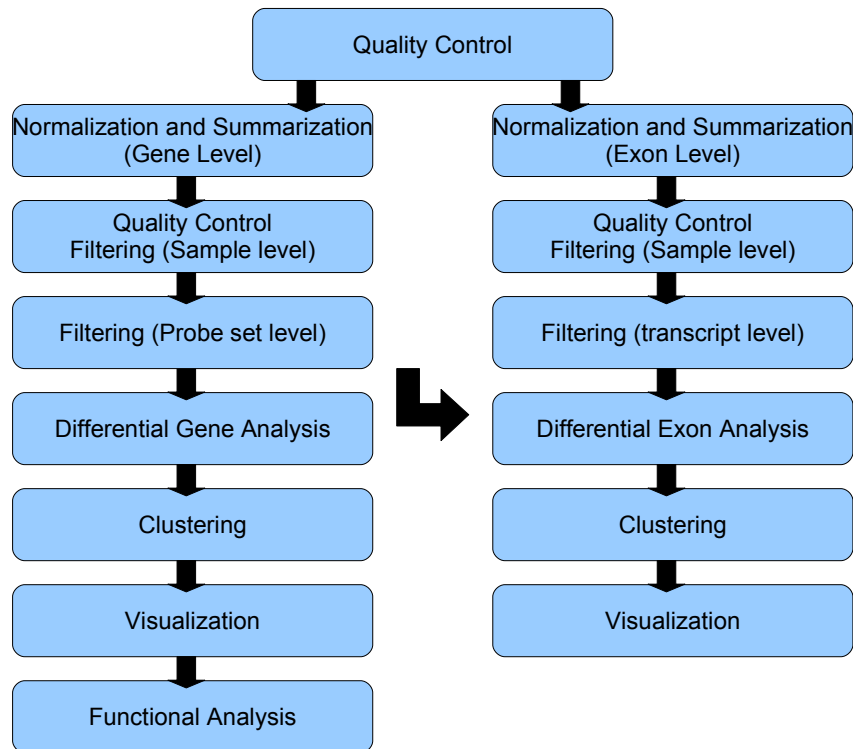 Quality Control
Normalization and Summarization
(Gene Level)
Quality Control
Filtering (Sample level)
Filtering (Probe set level)
Differential Gene Analysis
Clustering
Visualization
Functional Analysis
Normalization and Summarization
(Exon Level)
Quality Control
Filtering (Sample level)
Filtering (transcript level)
Differential Exon Analysis
Clustering
Visualization